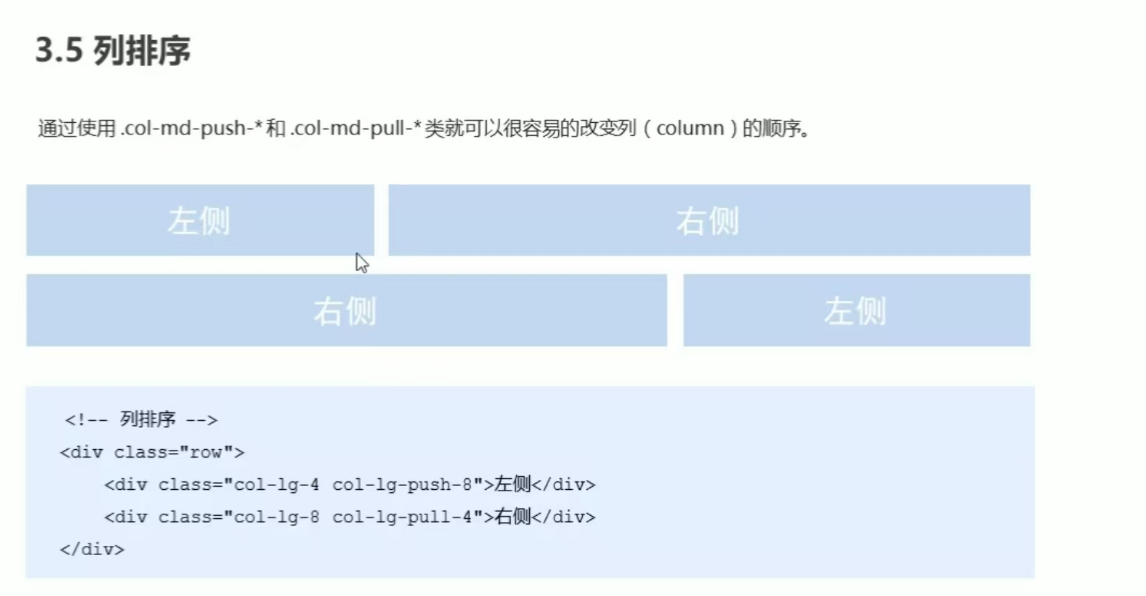 3.5 列排序
通过使用 .col-md-push-* 和 .col-md-pull-* 类就可以很容易的改变列（column）的顺序。
左侧 右侧
右侧 左侧
<!-- 列排序 -->
<div class="row">
    <div class="col-lg-4 col-lg-push-8">左侧</div>
    <div class="col-lg-8 col-lg-pull-4">右侧</div>
</div>